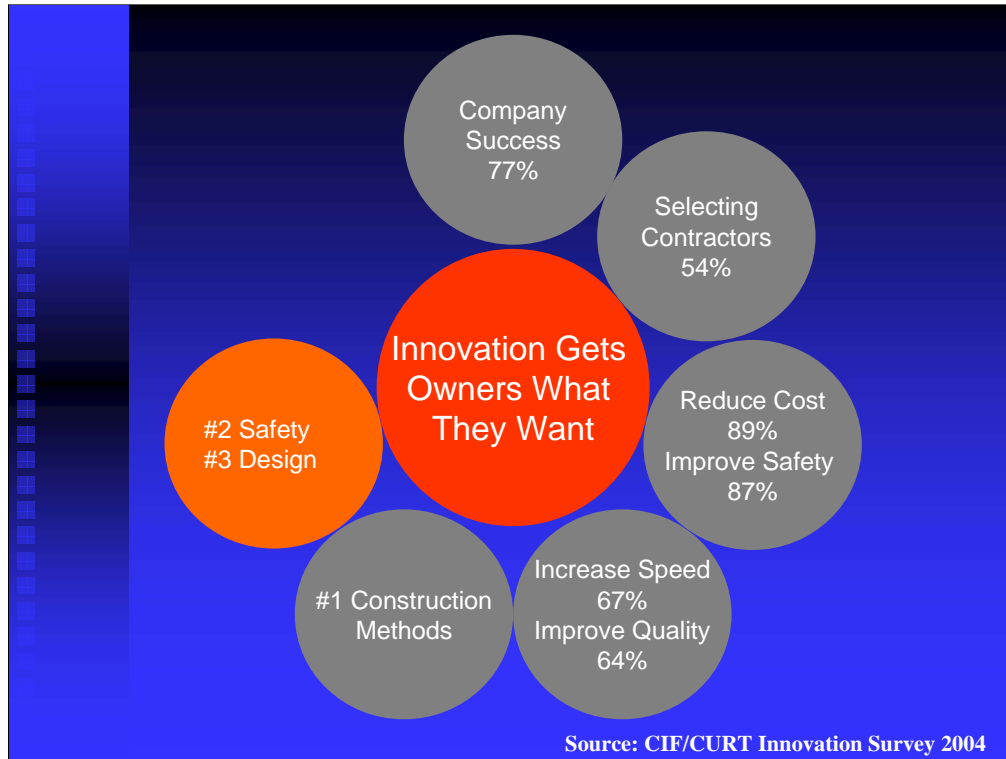 Company
Success
77%
Selecting
Contractors
54%
Innovation Gets
Owners What
They Want
Reduce Cost
89%
Improve Safety
87%
#2 Safety
#3 Design
Increase Speed
67%
Improve Quality
64%
#1 Construction
Methods
Source: CIF/CURT Innovation Survey 2004